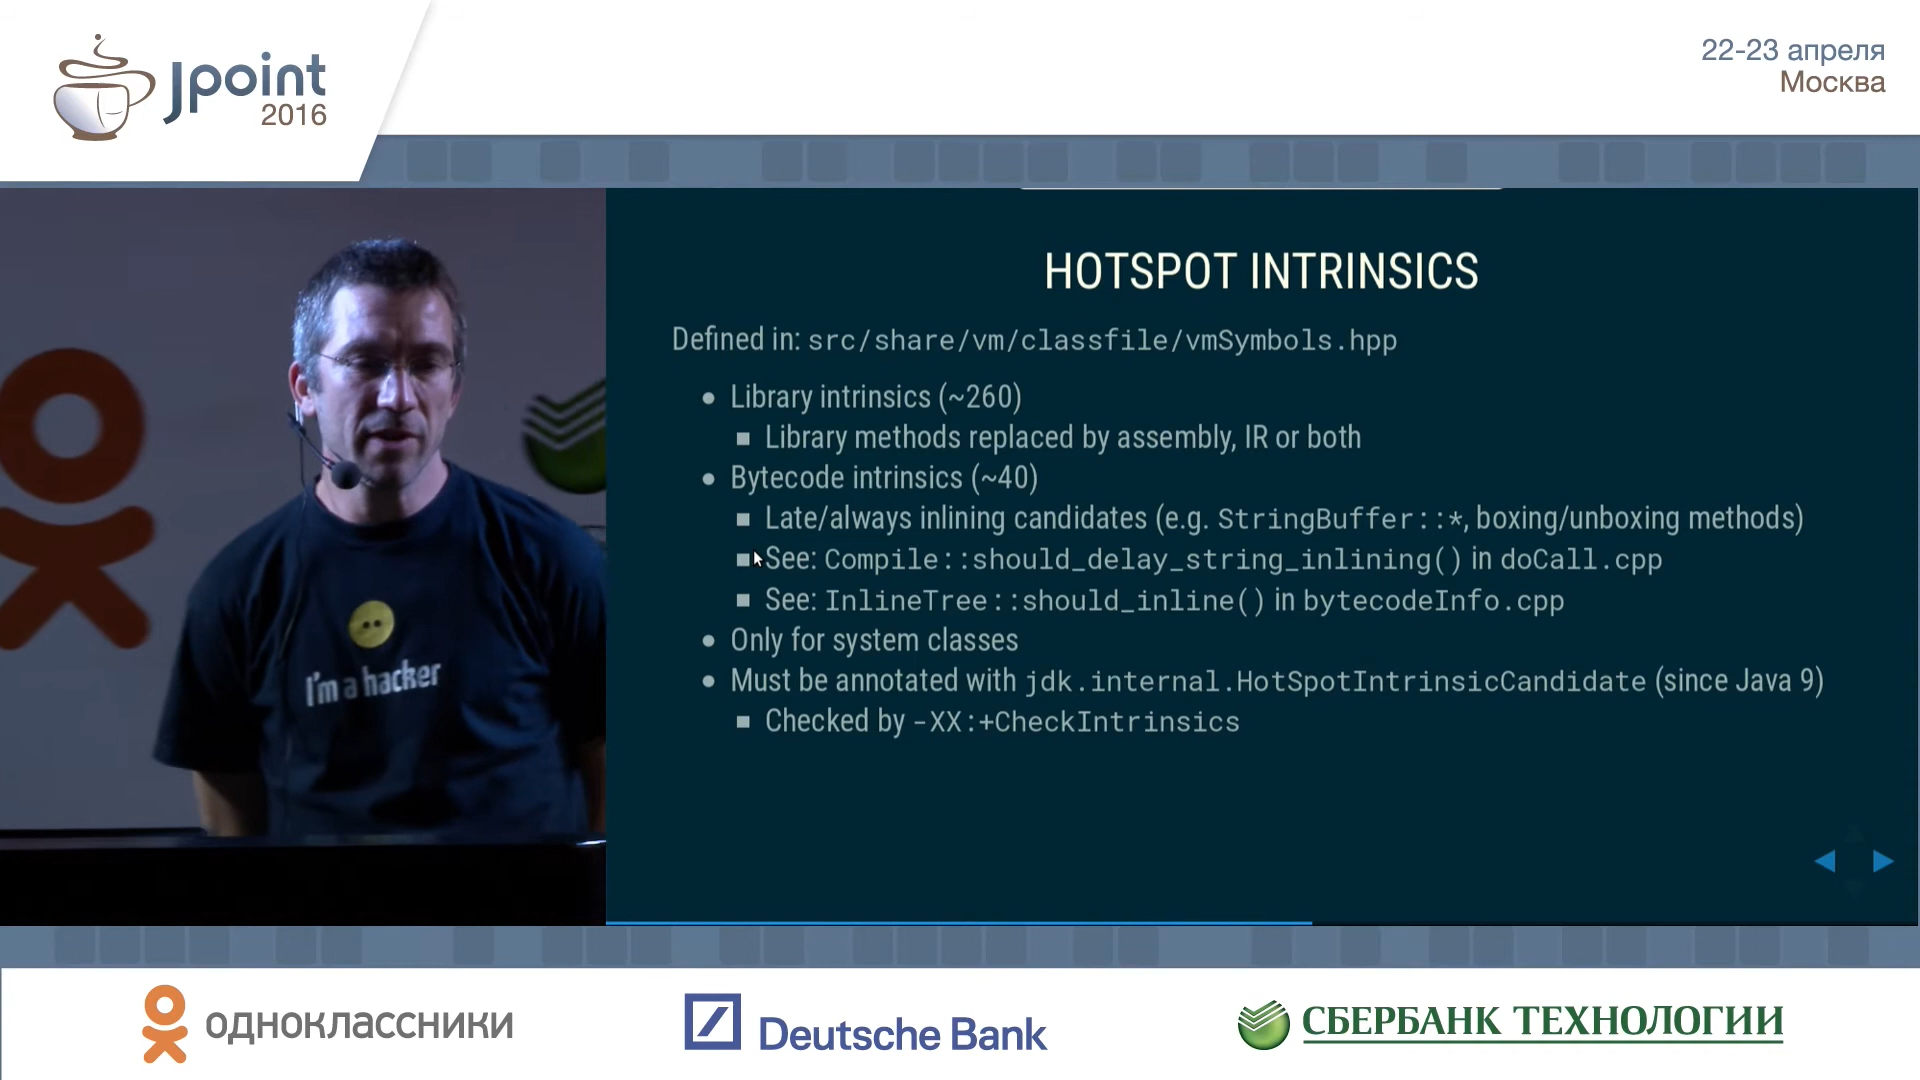 Jpoint
2016
22-23 апреля
Москва
HOTSPOT INTRINSICS
Defined in: src/share/vm/classfile/vmSymbols.hpp
Library intrinsics (~260)
Library methods replaced by assembly, IR or both
Bytecode intrinsics (~40)
Late/always inlining candidates (e.g. StringBuffer::*, boxing/unboxing methods)
See: Compile::should_delay_string_inlining() in doCall.cpp
See: InlineTree::should_inline() in bytecodeInfo.cpp
Only for system classes
Must be annotated with jdk.internal.HotSpotIntrinsicCandidate (since Java 9)
Checked by -XX:+CheckIntrinsics
I'm a hacker
одноклассники
Deutsche Bank
СБЕРБАНК ТЕХНОЛОГИИ